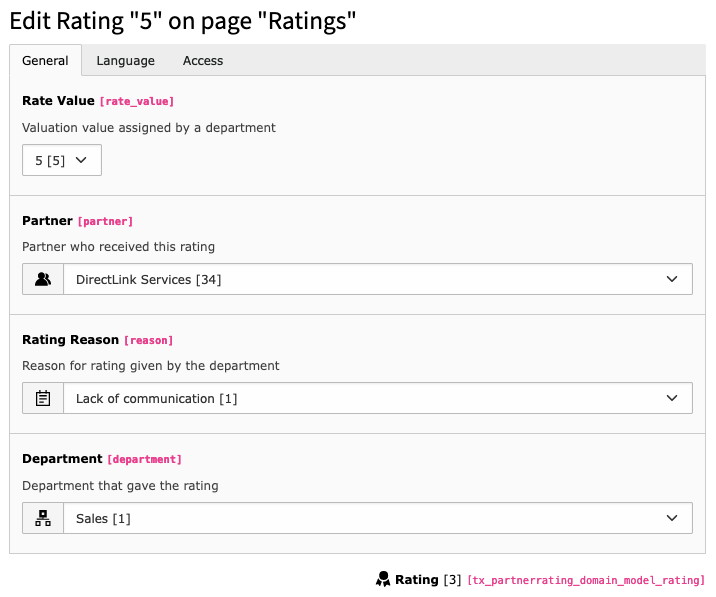 Edit Rating "5" on page "Ratings"
General Language Access
Rate Value [rate_value]
Valuation value assigned by a department
5 [5]
Partner [partner]
Partner who received this rating
DirectLink Services [34]
Rating Reason [reason]
Reason for rating given by the department
Lack of communication [1]
Department [department]
Department that gave the rating
Sales [1]
Rating [3] [tx_partnerrating_domain_model_rating]